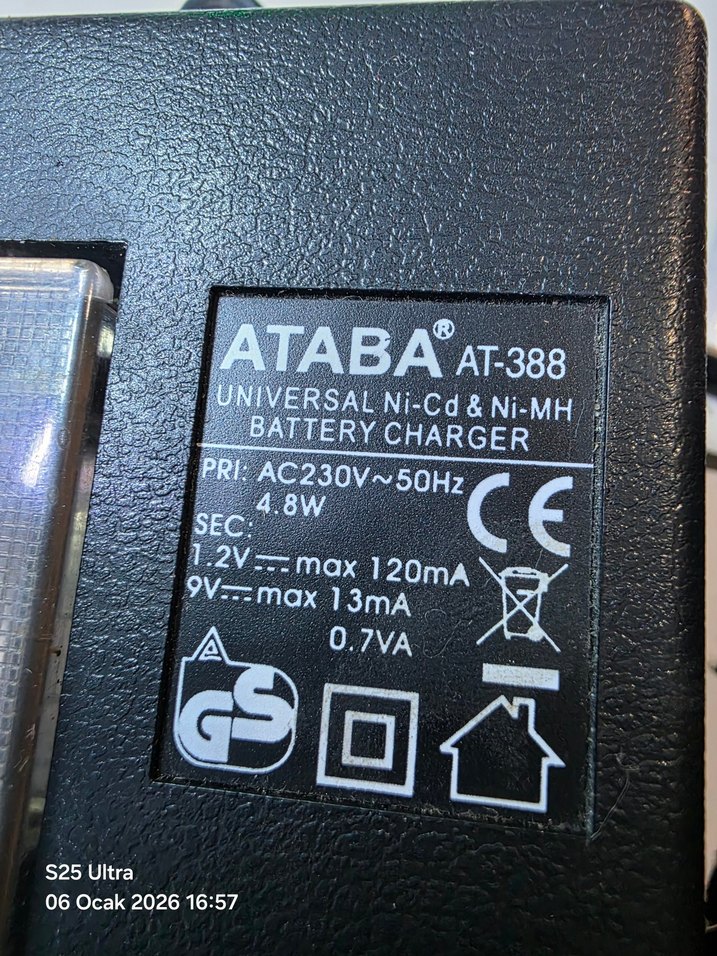 ATABA® AT-388
UNIVERSAL Ni-Cd & Ni-MH
BATTERY CHARGER
PRI: AC230V~50Hz
4.8W
SEC:
1.2V⎓max 120mA
9V⎓max 13mA
0.7VA
CE
GS
S25 Ultra
06 Ocak 2026 16:57